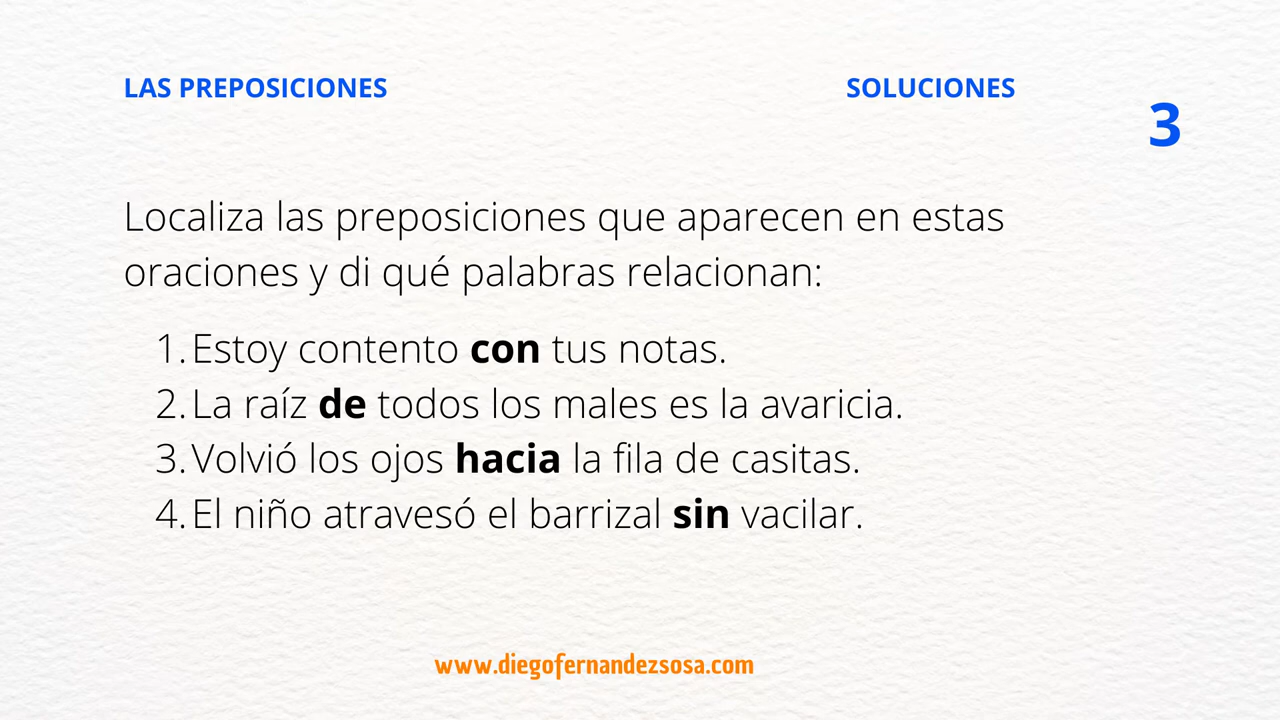 LAS PREPOSICIONES
SOLUCIONES
3
Localiza las preposiciones que aparecen en estas
oraciones y di qué palabras relacionan:
1. Estoy contento con tus notas.
2. La raíz de todos los males es la avaricia.
3. Volvió los ojos hacia la fila de casitas.
4. El niño atravesó el barrizal sin vacilar.
www.diegofernandezsosa.com